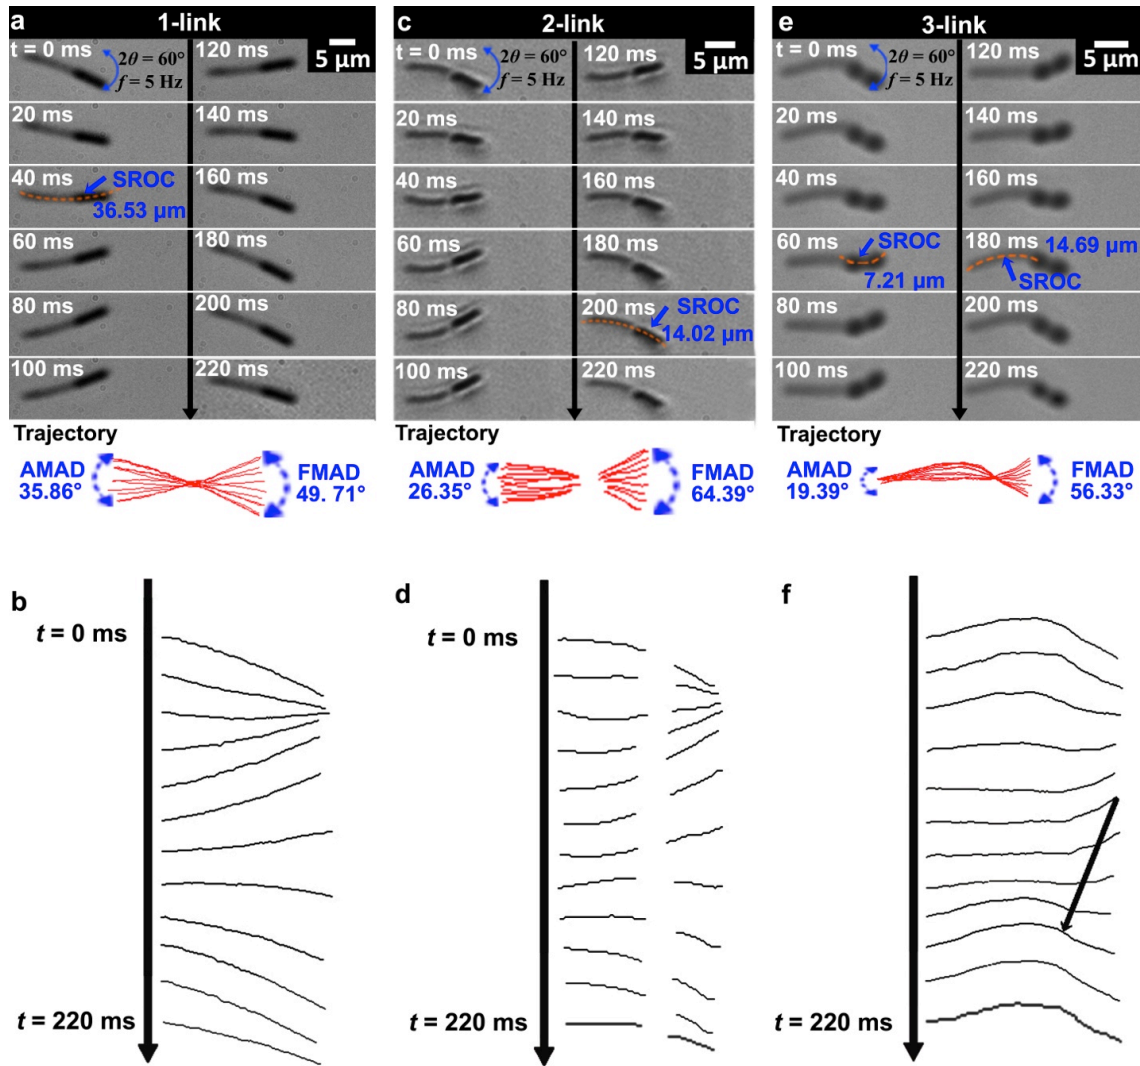 a
1-link
5 µm
t = 0 ms
2θ = 60°
f = 5 Hz
120 ms
20 ms
140 ms
40 ms
SROC
36.53 µm
160 ms
60 ms
180 ms
80 ms
200 ms
100 ms
220 ms
Trajectory
AMAD
35.86°
FMAD
49. 71°
c
2-link
5 µm
t = 0 ms
2θ = 60°
f = 5 Hz
120 ms
20 ms
140 ms
40 ms
160 ms
60 ms
180 ms
80 ms
200 ms
SROC
14.02 µm
100 ms
220 ms
Trajectory
AMAD
26.35°
FMAD
64.39°
e
3-link
5 µm
t = 0 ms
2θ = 60°
f = 5 Hz
120 ms
20 ms
140 ms
40 ms
160 ms
60 ms
SROC
7.21 µm
180 ms
14.69 µm
SROC
80 ms
200 ms
100 ms
220 ms
Trajectory
AMAD
19.39°
FMAD
56.33°
b
t = 0 ms
t = 220 ms
d
t = 0 ms
t = 220 ms
f
t = 220 ms